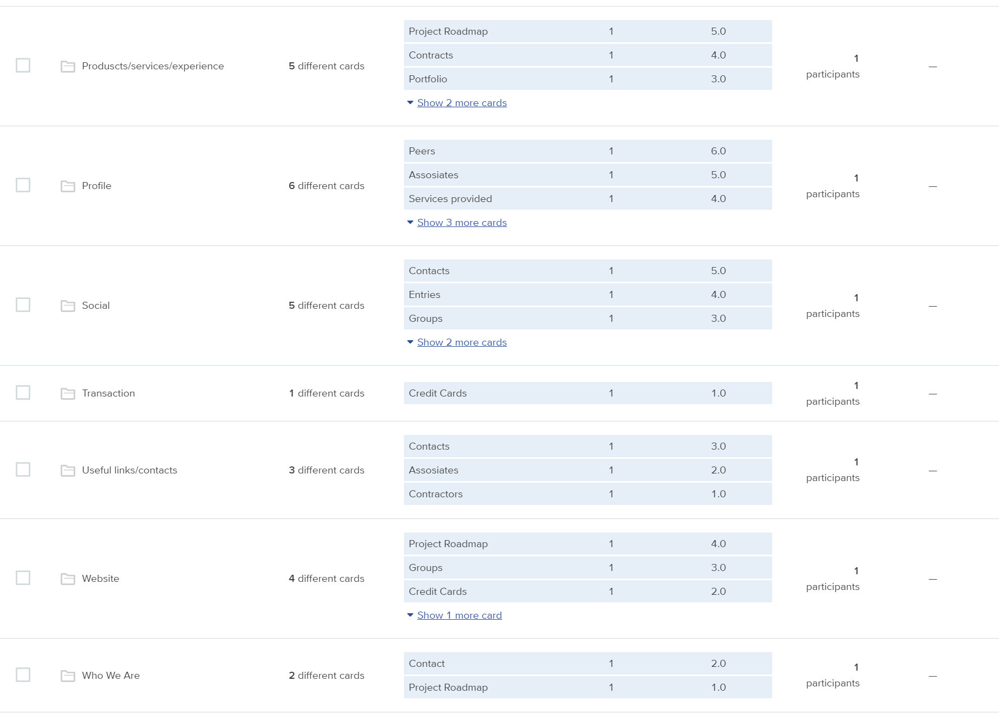 Project Roadmap 1 5.0
Contracts 1 4.0
Produscts/services/experience 5 different cards 1 participants —
Portfolio 1 3.0
Show 2 more cards
Peers 1 6.0
Assosiates 1 5.0
Profile 6 different cards 1 participants —
Services provided 1 4.0
Show 3 more cards
Contacts 1 5.0
Entries 1 4.0
Social 5 different cards 1 participants —
Groups 1 3.0
Show 2 more cards
Transaction 1 different cards Credit Cards 1 1.0 1 participants —
Contacts 1 3.0
Useful links/contacts 3 different cards Assosiates 1 2.0 1 participants —
Contractors 1 1.0
Project Roadmap 1 4.0
Groups 1 3.0
Website 4 different cards 1 participants —
Credit Cards 1 2.0
Show 1 more card
Contact 1 2.0
Who We Are 2 different cards 1 participants —
Project Roadmap 1 1.0